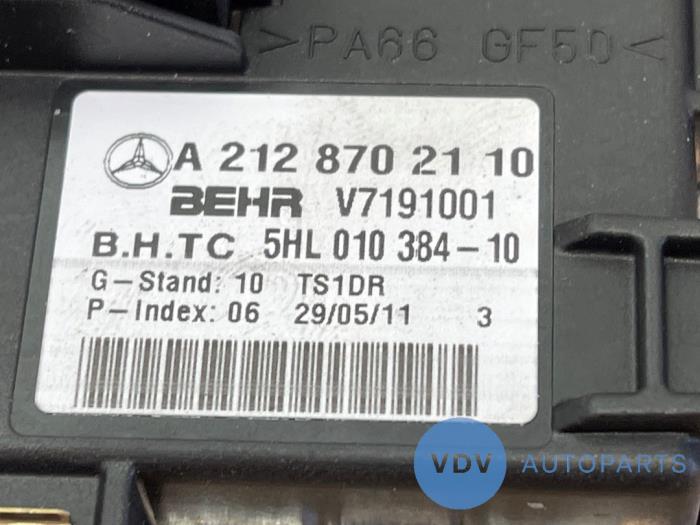 >PA66 GF50<
A 212 870 21 10
BEHR V7191001
B.H.TC 5HL 010 384-10
G-Stand: 10 TS1DR
P-Index: 06 29/05/11 3
VDV AUTOPARTS